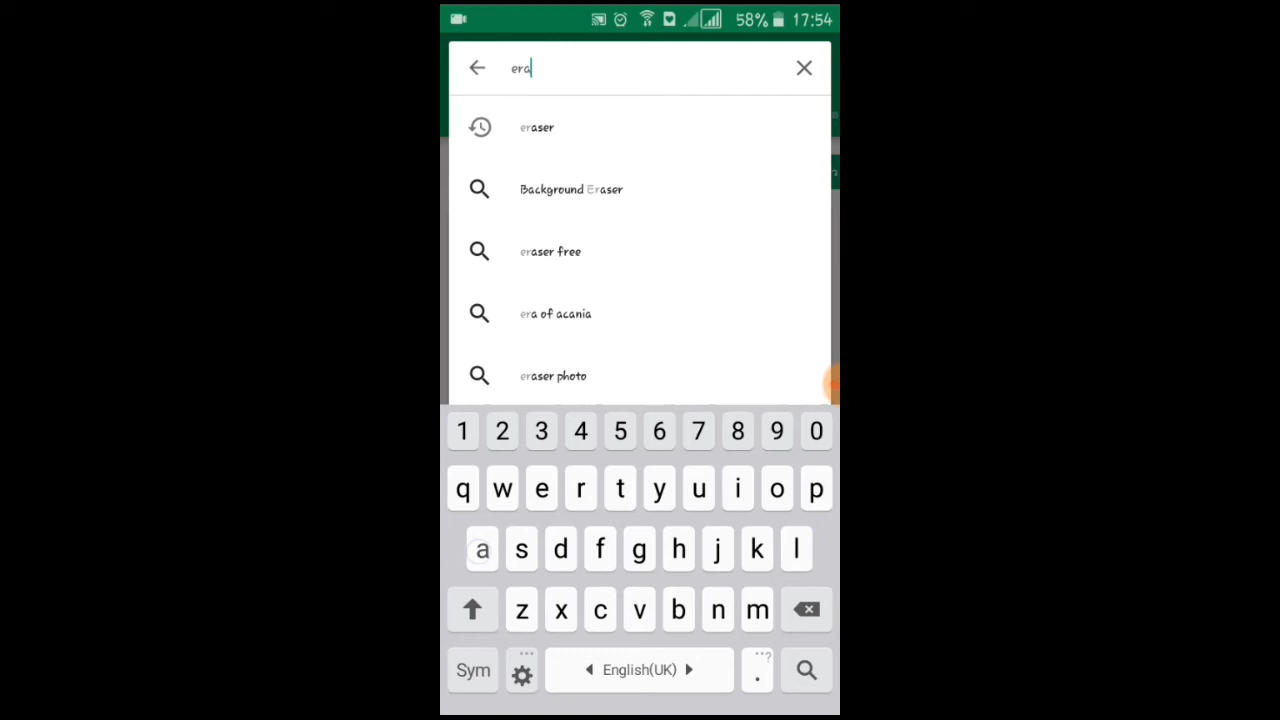 58% 17:54
era
eraser
Background Eraser
eraser free
era of acania
eraser photo
1 2 3 4 5 6 7 8 9 0
q w e r t y u i o p
a s d f g h j k l
z x c v b n m
Sym English(UK) .